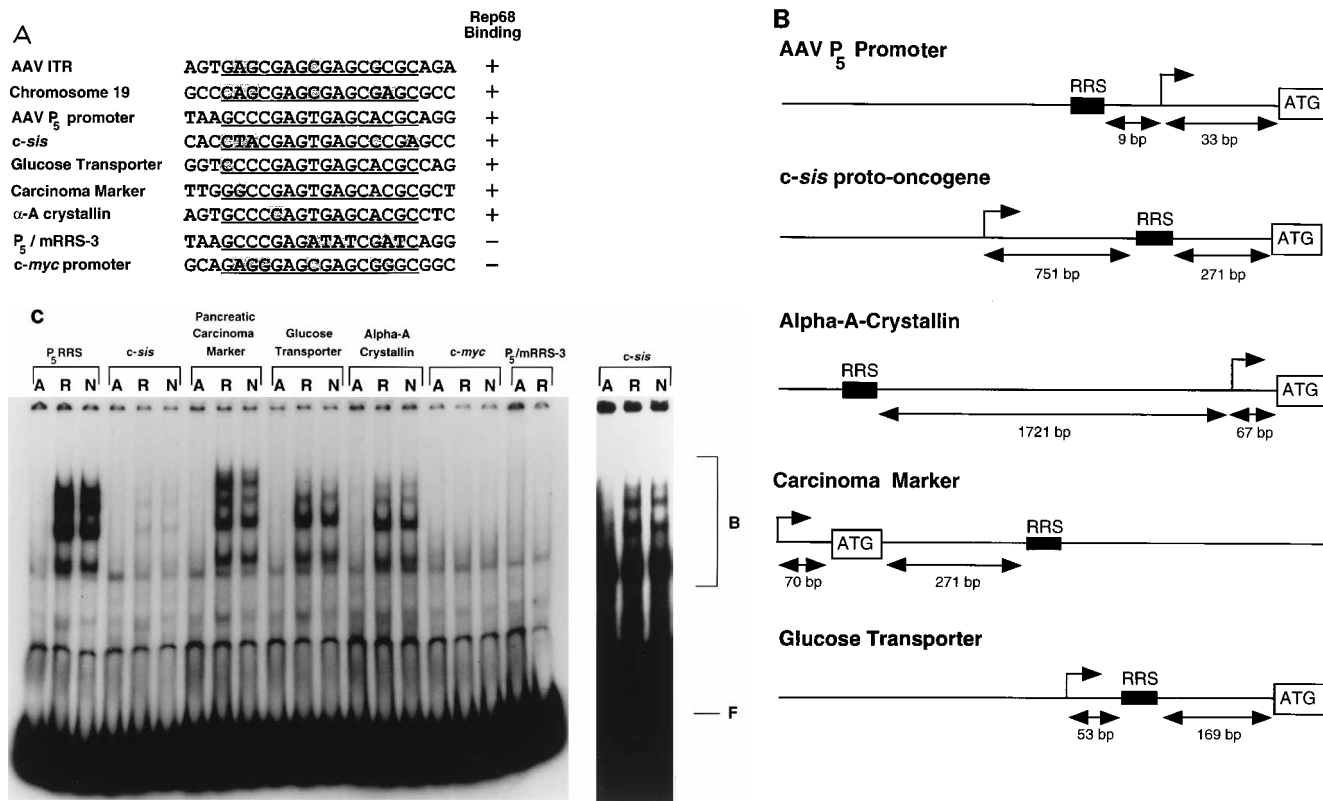 A
Rep68
Binding
AAV ITR AGTGAGCGAGCGAGCGCGCAGA +
Chromosome 19 GCCCAGCGAGCGAGCGAGCGCC +
AAV P5 promoter TAAGCCCGAGTGAGCACGCAGG +
c-sis CACCTACGAGTGAGCCCGAGCC +
Glucose Transporter GGTCCCCGAGTGAGCACGCCAG +
Carcinoma Marker TTGGGCCGAGTGAGCACGCGCT +
α-A crystallin AGTGCCCGAGTGAGCACGCCTC +
P5 / mRRS-3 TAAGCCCGAGATATCGATCAGG −
c-myc promoter GCAGAGGGAGCGAGCGGGCGGC −
B
AAV P5 Promoter
RRS
ATG
9 bp 33 bp
c-sis proto-oncogene
RRS
ATG
751 bp 271 bp
Alpha-A-Crystallin
RRS
ATG
1721 bp 67 bp
Carcinoma Marker
RRS
ATG
70 bp 271 bp
Glucose Transporter
RRS
ATG
53 bp 169 bp
C
Pancreatic
Carcinoma
Marker
Glucose
Transporter
Alpha-A
Crystallin
P5RRS c-sis c-myc P5/mRRS-3 c-sis
A R N A R N A R N A R N A R N A R N A R A R N
B
F